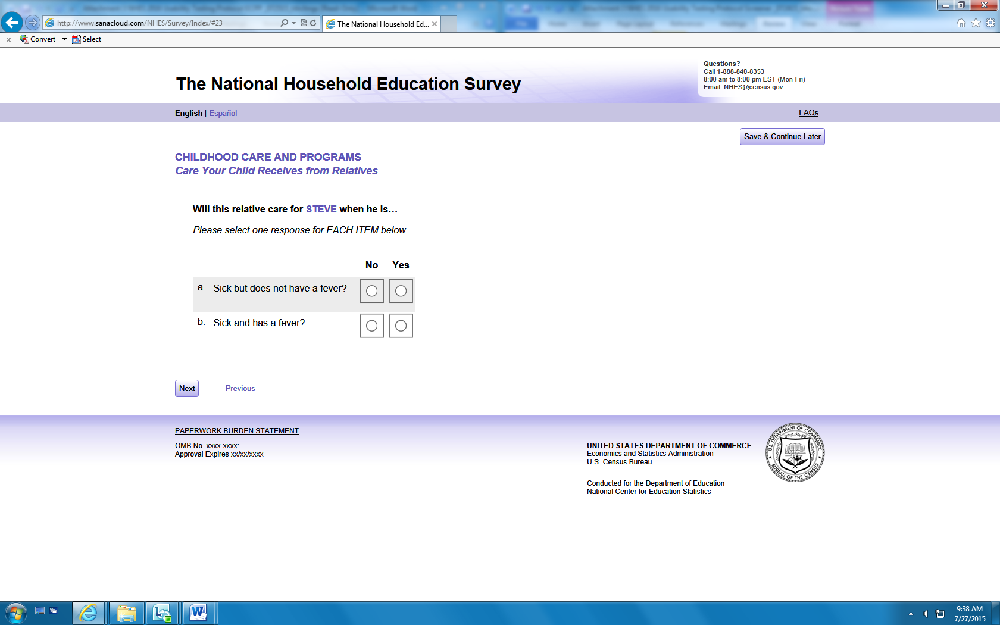 http://www.sanacloud.com/NHES/Survey/Index/#23
The National Household Ed...
x Convert Select
Questions?
Call 1-888-840-8353
8:00 am to 8:00 pm EST (Mon-Fri)
Email: NHES@census.gov
The National Household Education Survey
English | Español
FAQs
Save & Continue Later
CHILDHOOD CARE AND PROGRAMS
Care Your Child Receives from Relatives
Will this relative care for STEVE when he is…
Please select one response for EACH ITEM below.
No Yes
a. Sick but does not have a fever?
b. Sick and has a fever?
Next Previous
PAPERWORK BURDEN STATEMENT
OMB No. xxxx-xxxx:
Approval Expires xx/xx/xxxx
UNITED STATES DEPARTMENT OF COMMERCE
Economics and Statistics Administration
U.S. Census Bureau
Conducted for the Department of Education
National Center for Education Statistics
U.S. DEPARTMENT OF COMMERCE
BUREAU OF THE CENSUS
9:38 AM
7/27/2015